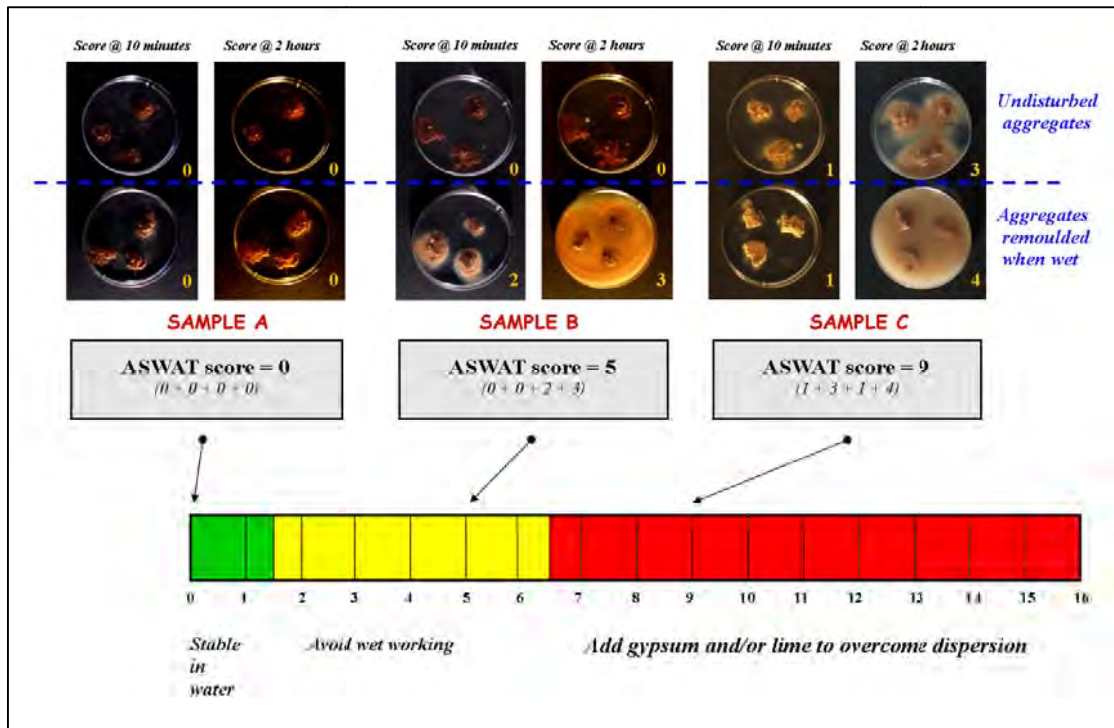 Score @ 10 minutes
Score @ 2 hours
Score @ 10 minutes
Score @ 2 hours
Score @ 10 minutes
Score @ 2 hours
0
0
0
0
1
3
Undisturbed
aggregates
0
0
2
3
1
4
Aggregates
remoulded
when wet
SAMPLE A
SAMPLE B
SAMPLE C
ASWAT score = 0
(0 + 0 + 0 + 0)
ASWAT score = 5
(0 + 0 + 2 + 3)
ASWAT score = 9
(1 + 3 + 1 + 4)
0 1 2 3 4 5 6 7 8 9 10 11 12 13 14 15 16
Stable
in
water
Avoid wet working
Add gypsum and/or lime to overcome dispersion